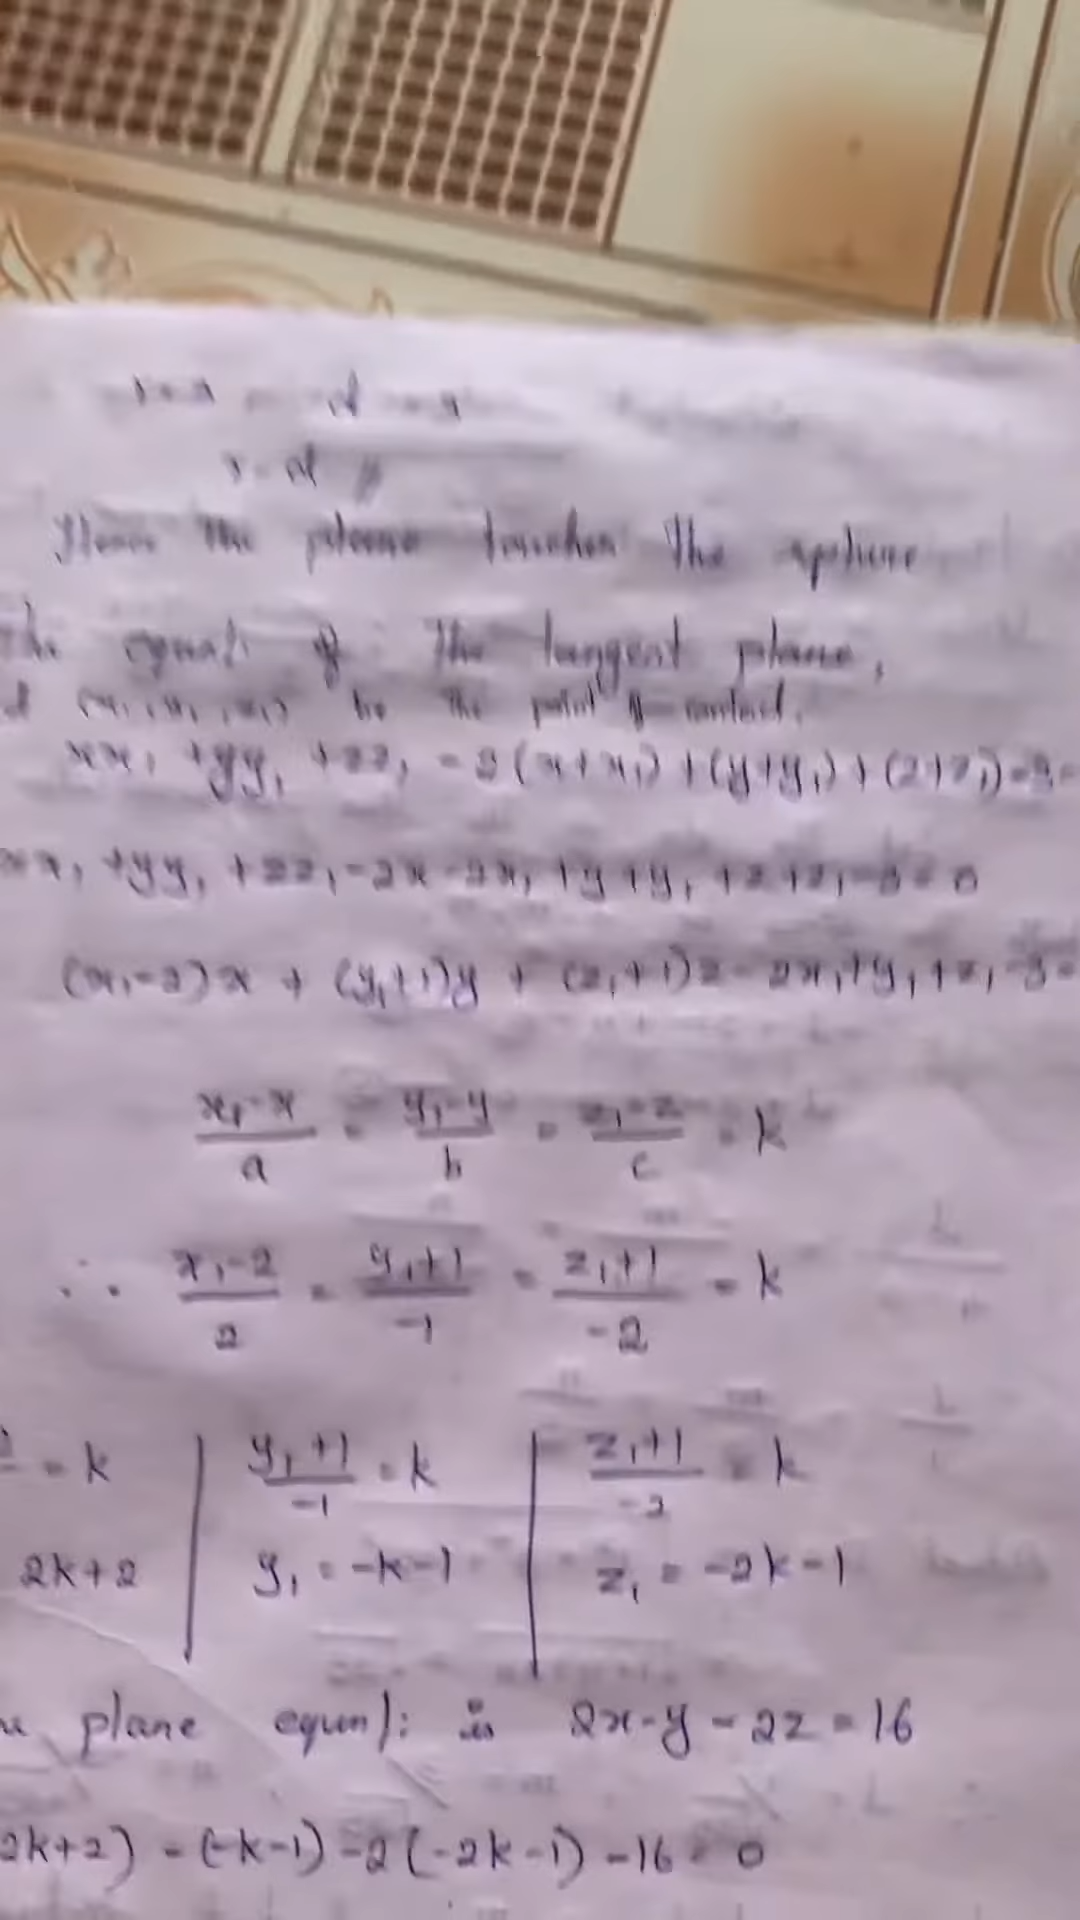 Hence the plane touches the sphere
The equat: of the tangent plane,
(x₁, y₁, z₁) be the point of contact.
xx₁ + yy₁ + zz₁ - 2(x+x₁) + (y+y₁) + (z+z₁) - 3 =
xx₁ + yy₁ + zz₁ - 2x - 2x₁ + y + y₁ + z + z₁ - 3 = 0
(x₁-2)x + (y₁+1)y + (z₁+1)z - 2x₁ + y₁ + z₁ - 3 =
(x₁-x)/a = (y₁-y)/b = (z₁-z)/c = k
∴ (x₁-2)/2 = (y₁+1)/-1 = (z₁+1)/-2 = k
= k | (y₁+1)/-1 = k | (z₁+1)/-2 = k
2k+2 | y₁ = -k-1 | z₁ = -2k-1
plane equn): is 2x-y-2z=16
2k+2) - (-k-1) -2(-2k-1) -16 = 0